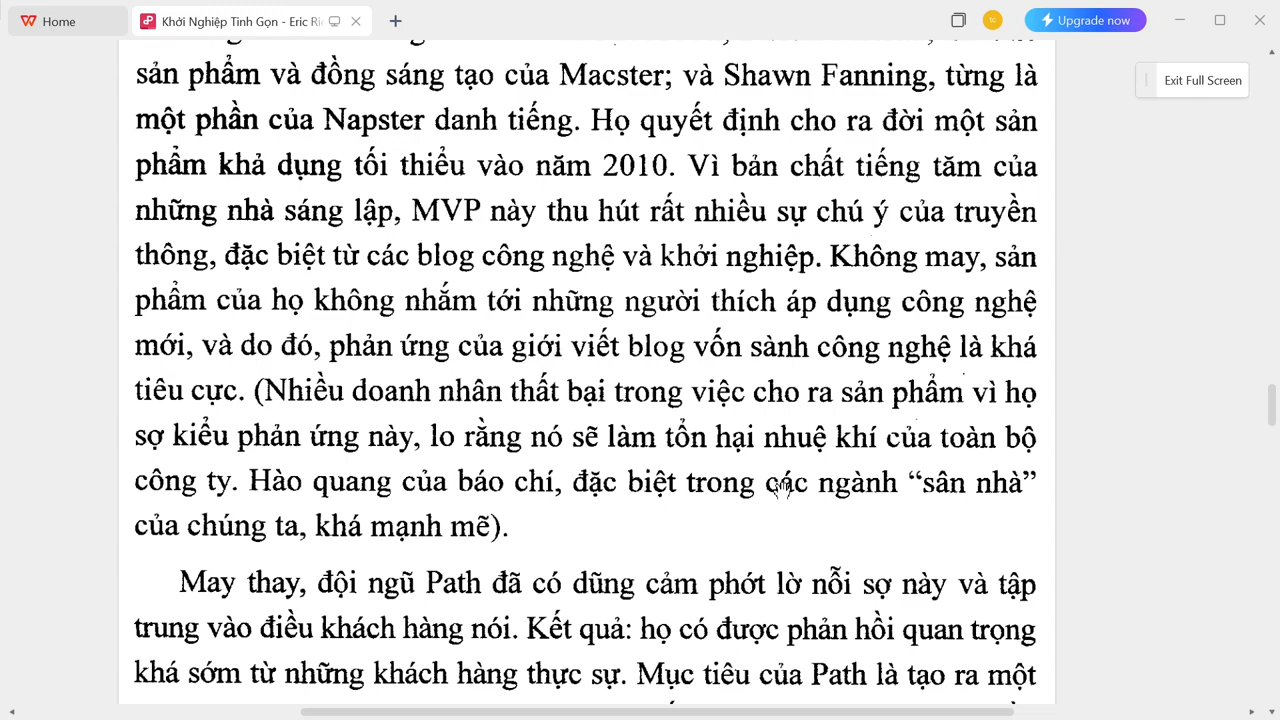 Home
Khởi Nghiệp Tinh Gọn - Eric Ri
tc
Upgrade now
Exit Full Screen
sản phẩm và đồng sáng tạo của Macster; và Shawn Fanning, từng là
một phần của Napster danh tiếng. Họ quyết định cho ra đời một sản
phẩm khả dụng tối thiểu vào năm 2010. Vì bản chất tiếng tăm của
những nhà sáng lập, MVP này thu hút rất nhiều sự chú ý của truyền
thông, đặc biệt từ các blog công nghệ và khởi nghiệp. Không may, sản
phẩm của họ không nhắm tới những người thích áp dụng công nghệ
mới, và do đó, phản ứng của giới viết blog vốn sành công nghệ là khá
tiêu cực. (Nhiều doanh nhân thất bại trong việc cho ra sản phẩm vì họ
sợ kiểu phản ứng này, lo rằng nó sẽ làm tổn hại nhuệ khí của toàn bộ
công ty. Hào quang của báo chí, đặc biệt trong các ngành “sân nhà”
của chúng ta, khá mạnh mẽ).
May thay, đội ngũ Path đã có dũng cảm phớt lờ nỗi sợ này và tập
trung vào điều khách hàng nói. Kết quả: họ có được phản hồi quan trọng
khá sớm từ những khách hàng thực sự. Mục tiêu của Path là tạo ra một